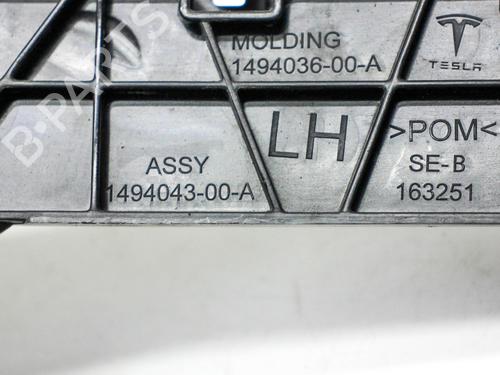 MOLDING
1494036-00-A
TESLA
LH
>POM<
ASSY
SE-B
1494043-00-A
163251
B-PARTS